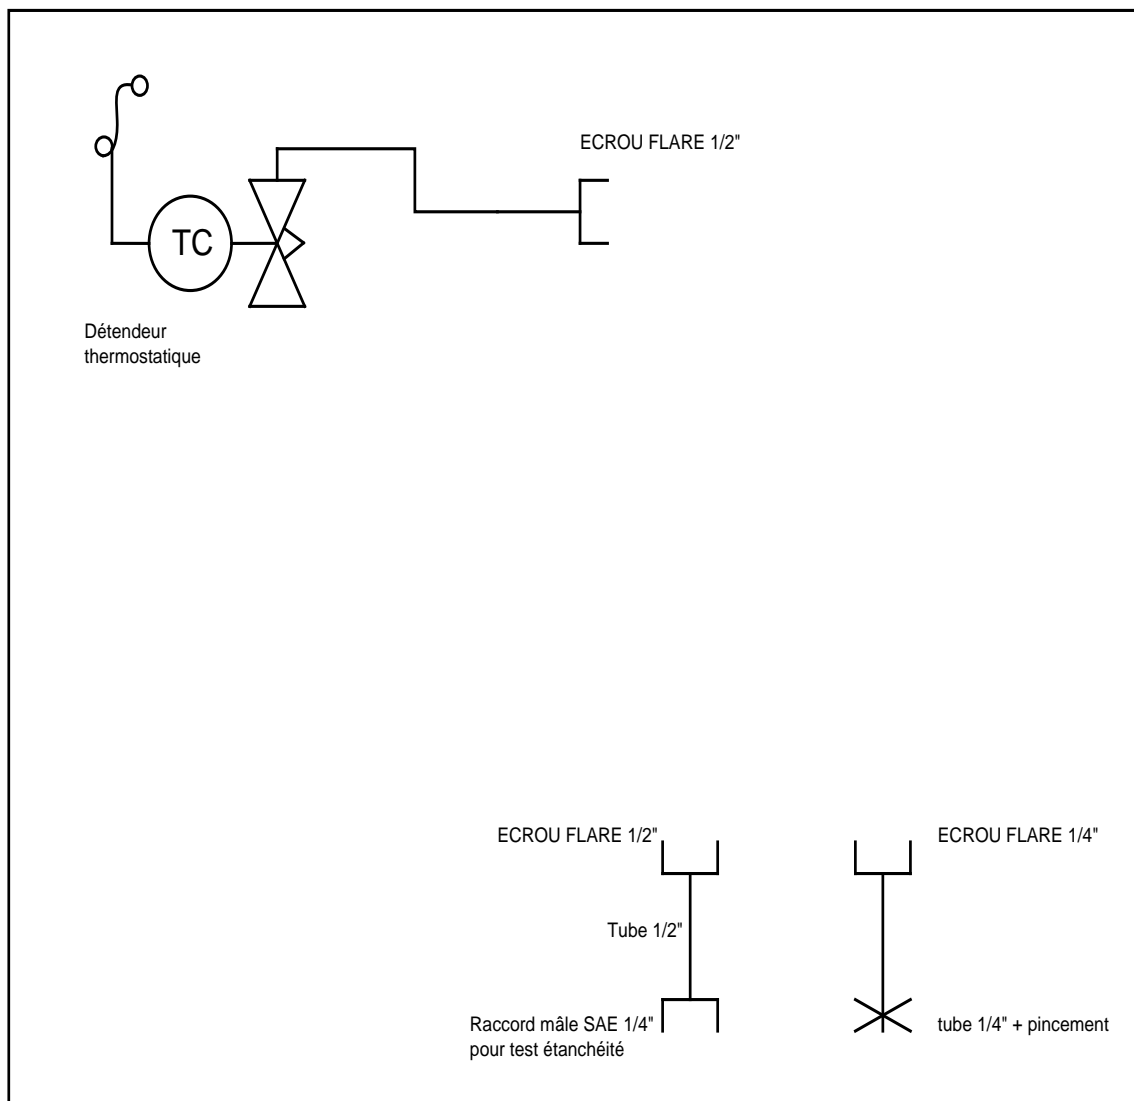 ECROU FLARE 1/2"
TC
Détendeur
thermostatique
ECROU FLARE 1/2"
ECROU FLARE 1/4"
Tube 1/2"
Raccord mâle SAE 1/4"
pour test étanchéité
tube 1/4" + pincement